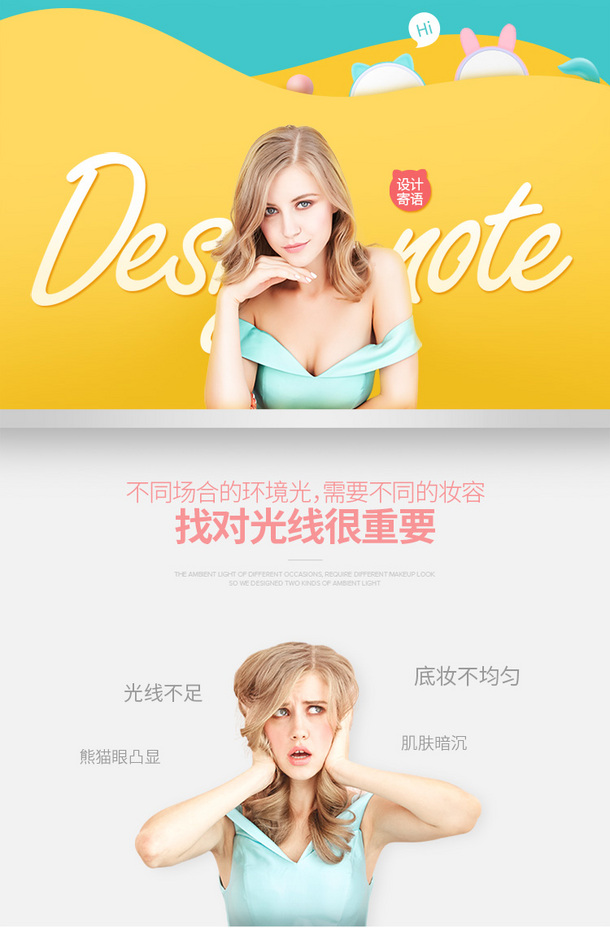 Hi
设计
寄语
Design note
不同场合的环境光,需要不同的妆容
找对光线很重要
THE AMBIENT LIGHT OF DIFFERENT OCCASIONS, REQUIRE DIFFERENT MAKEUP LOOK,
SO WE DESIGNED TWO KINDS OF AMBIENT LIGHT
光线不足
底妆不均匀
熊猫眼凸显
肌肤暗沉